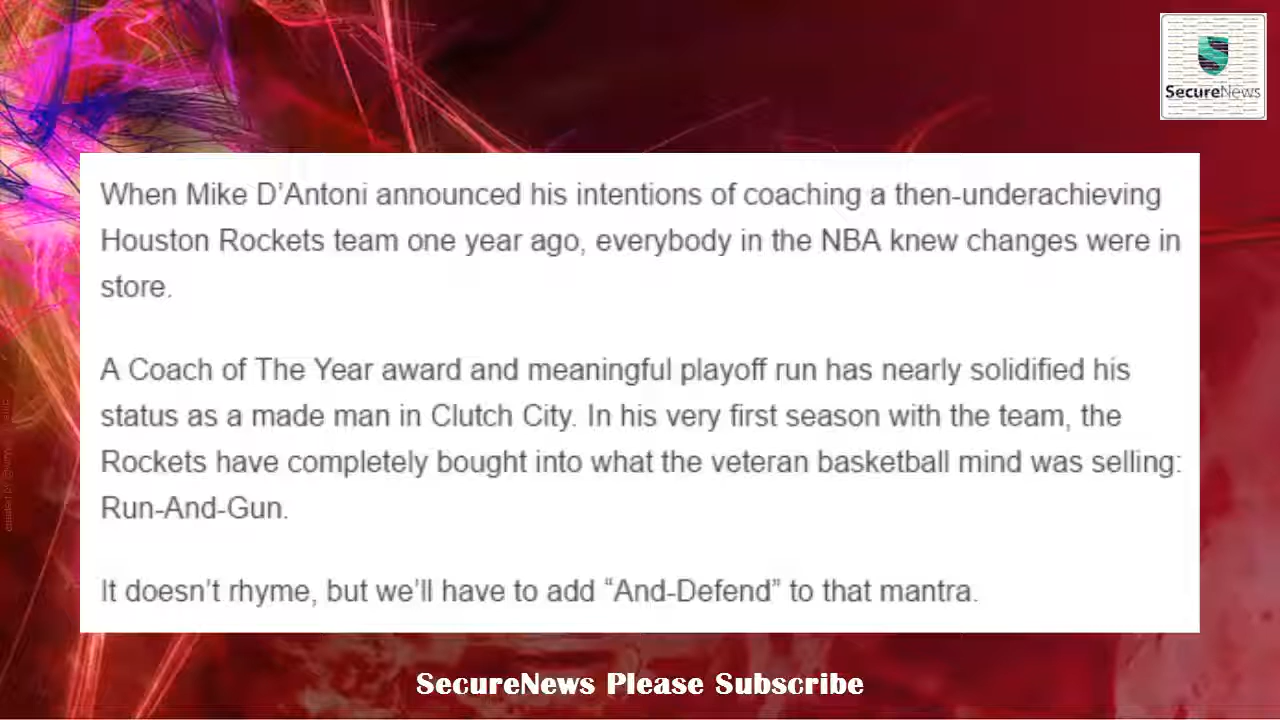 SecureNews
When Mike D’Antoni announced his intentions of coaching a then-underachieving
Houston Rockets team one year ago, everybody in the NBA knew changes were in
store.
A Coach of The Year award and meaningful playoff run has nearly solidified his
status as a made man in Clutch City. In his very first season with the team, the
Rockets have completely bought into what the veteran basketball mind was selling:
Run-And-Gun.
It doesn’t rhyme, but we’ll have to add “And-Defend” to that mantra.
SecureNews Please Subscribe